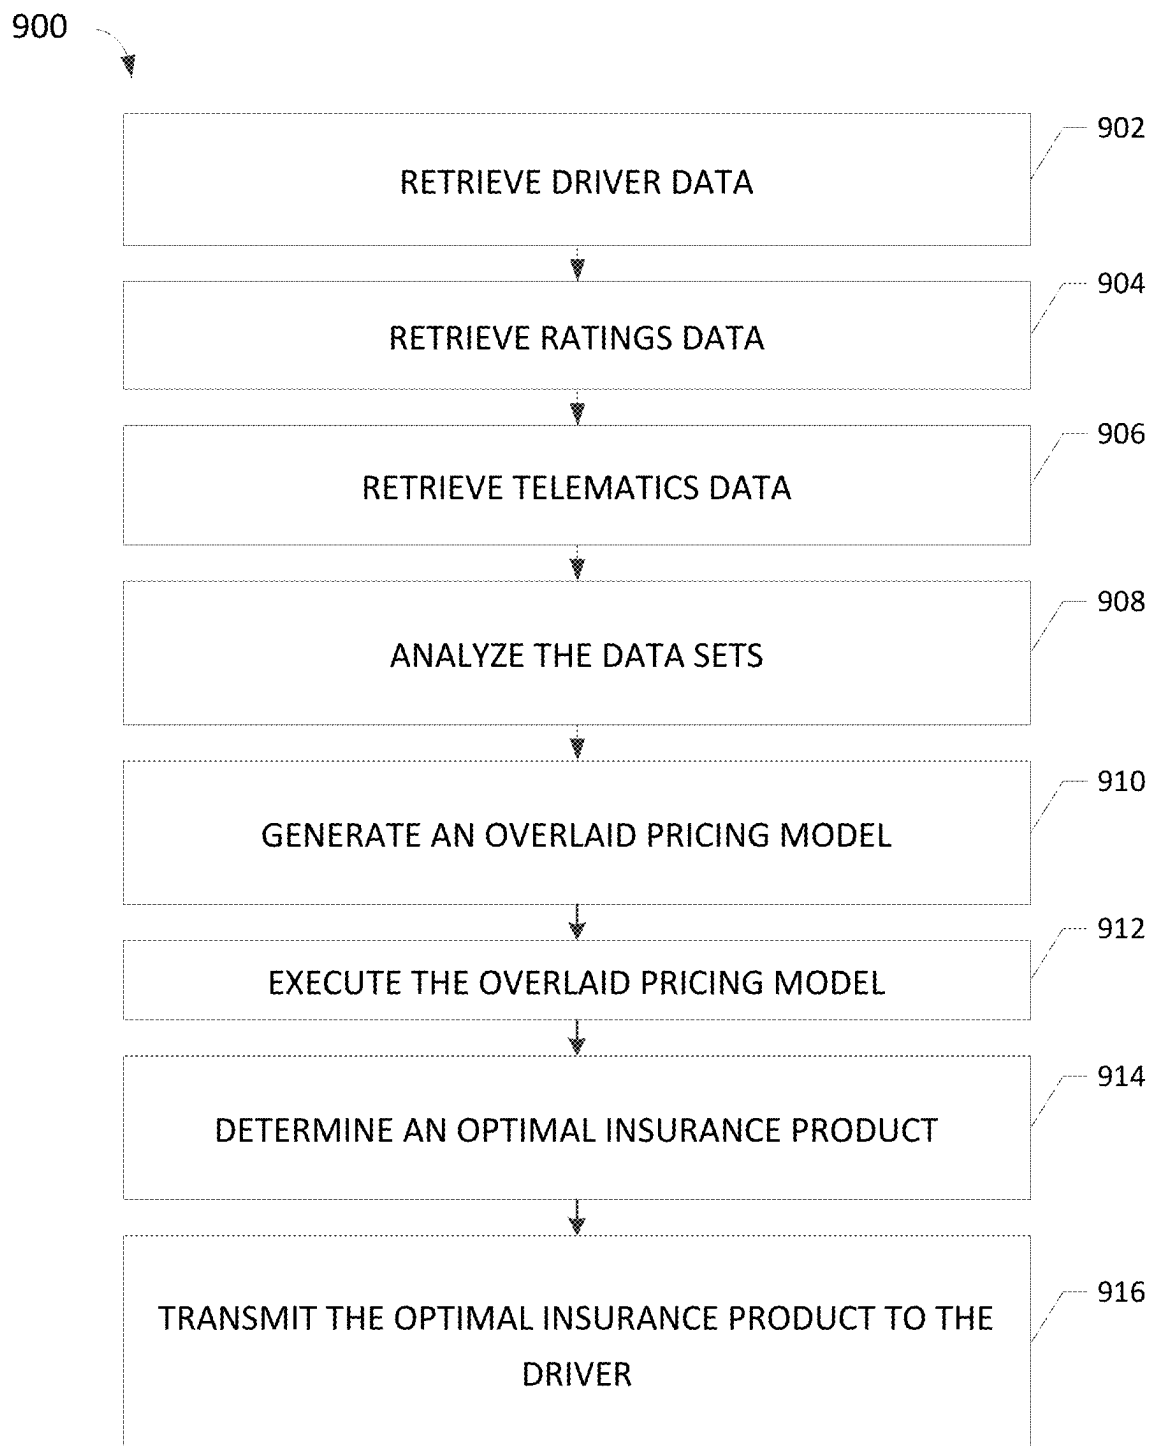 900
902
RETRIEVE DRIVER DATA
904
RETRIEVE RATINGS DATA
906
RETRIEVE TELEMATICS DATA
908
ANALYZE THE DATA SETS
910
GENERATE AN OVERLAID PRICING MODEL
912
EXECUTE THE OVERLAID PRICING MODEL
914
DETERMINE AN OPTIMAL INSURANCE PRODUCT
916
TRANSMIT THE OPTIMAL INSURANCE PRODUCT TO THE
DRIVER